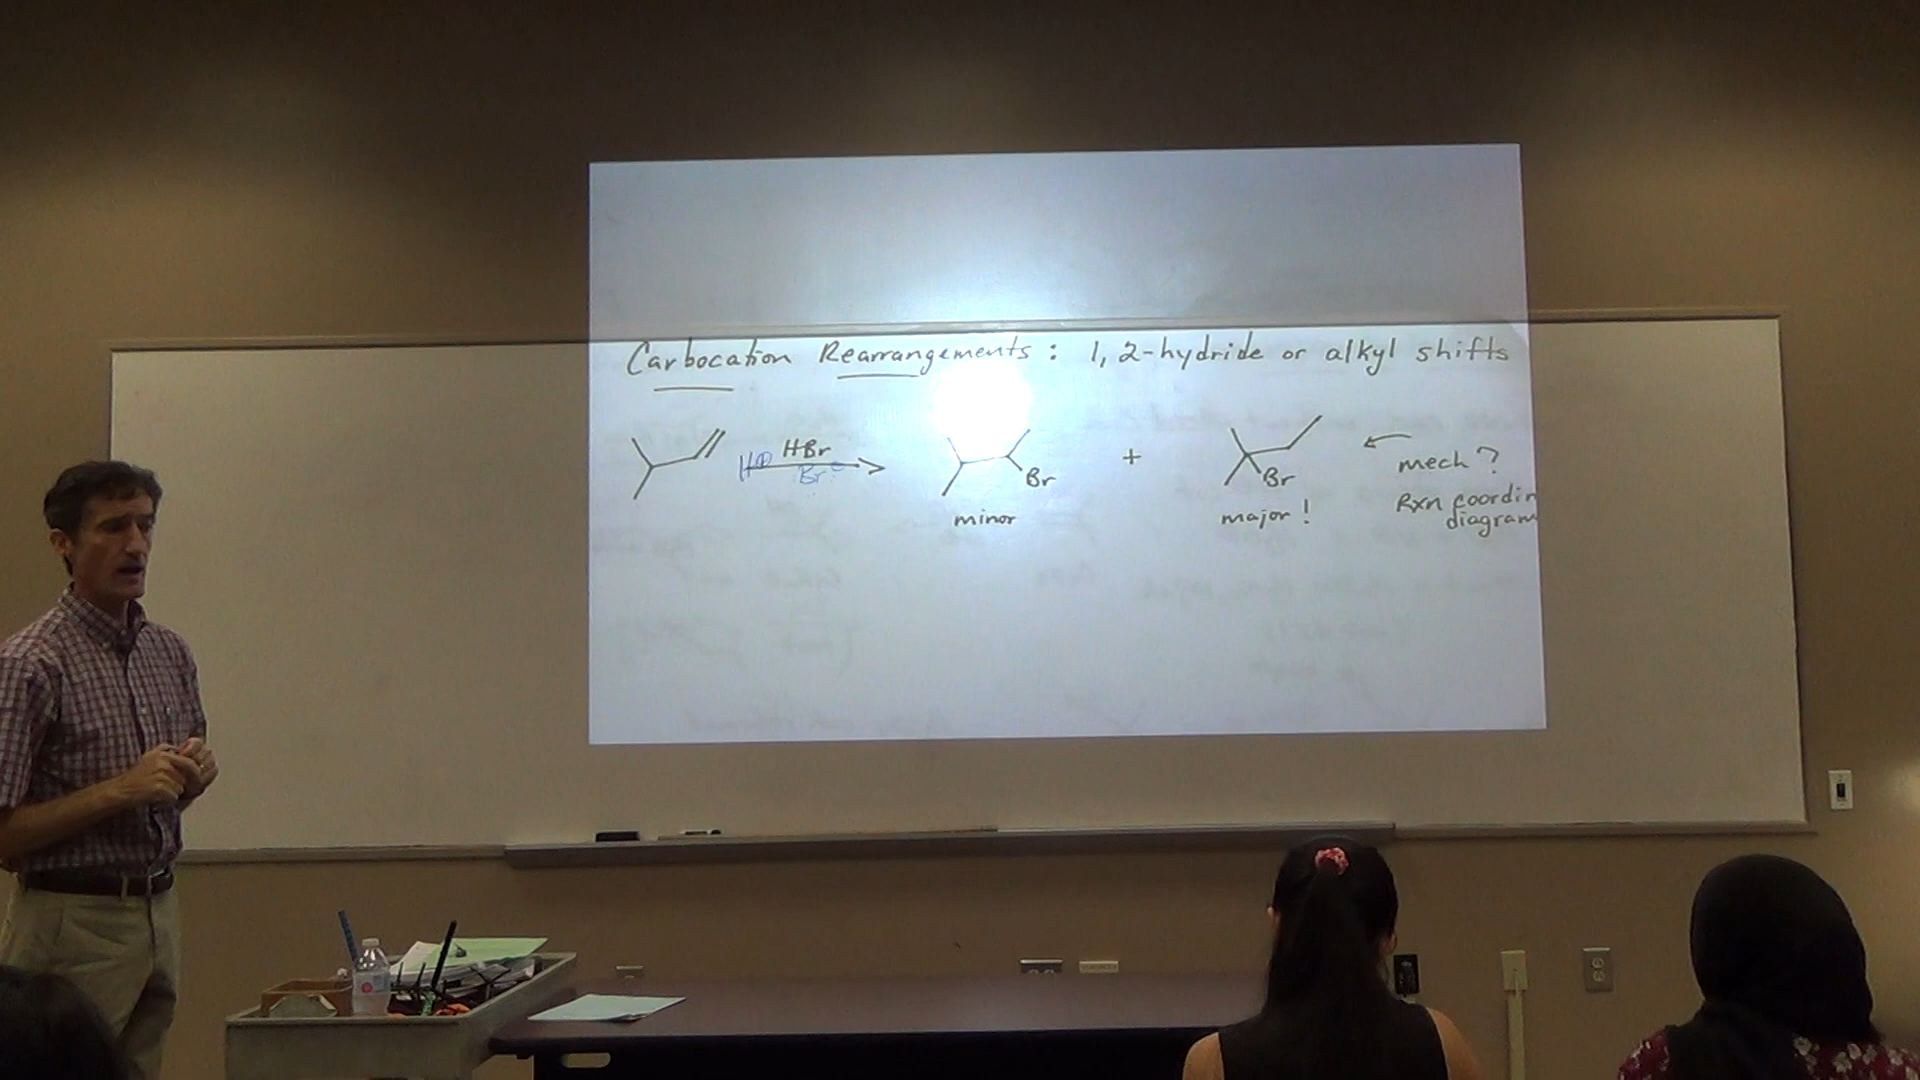 Carbocation Rearrangements: 1,2-hydride or alkyl shifts
HBr
H⊕
Br⊖
Br
minor
+
Br
major!
mech?
Rxn coordin
diagram